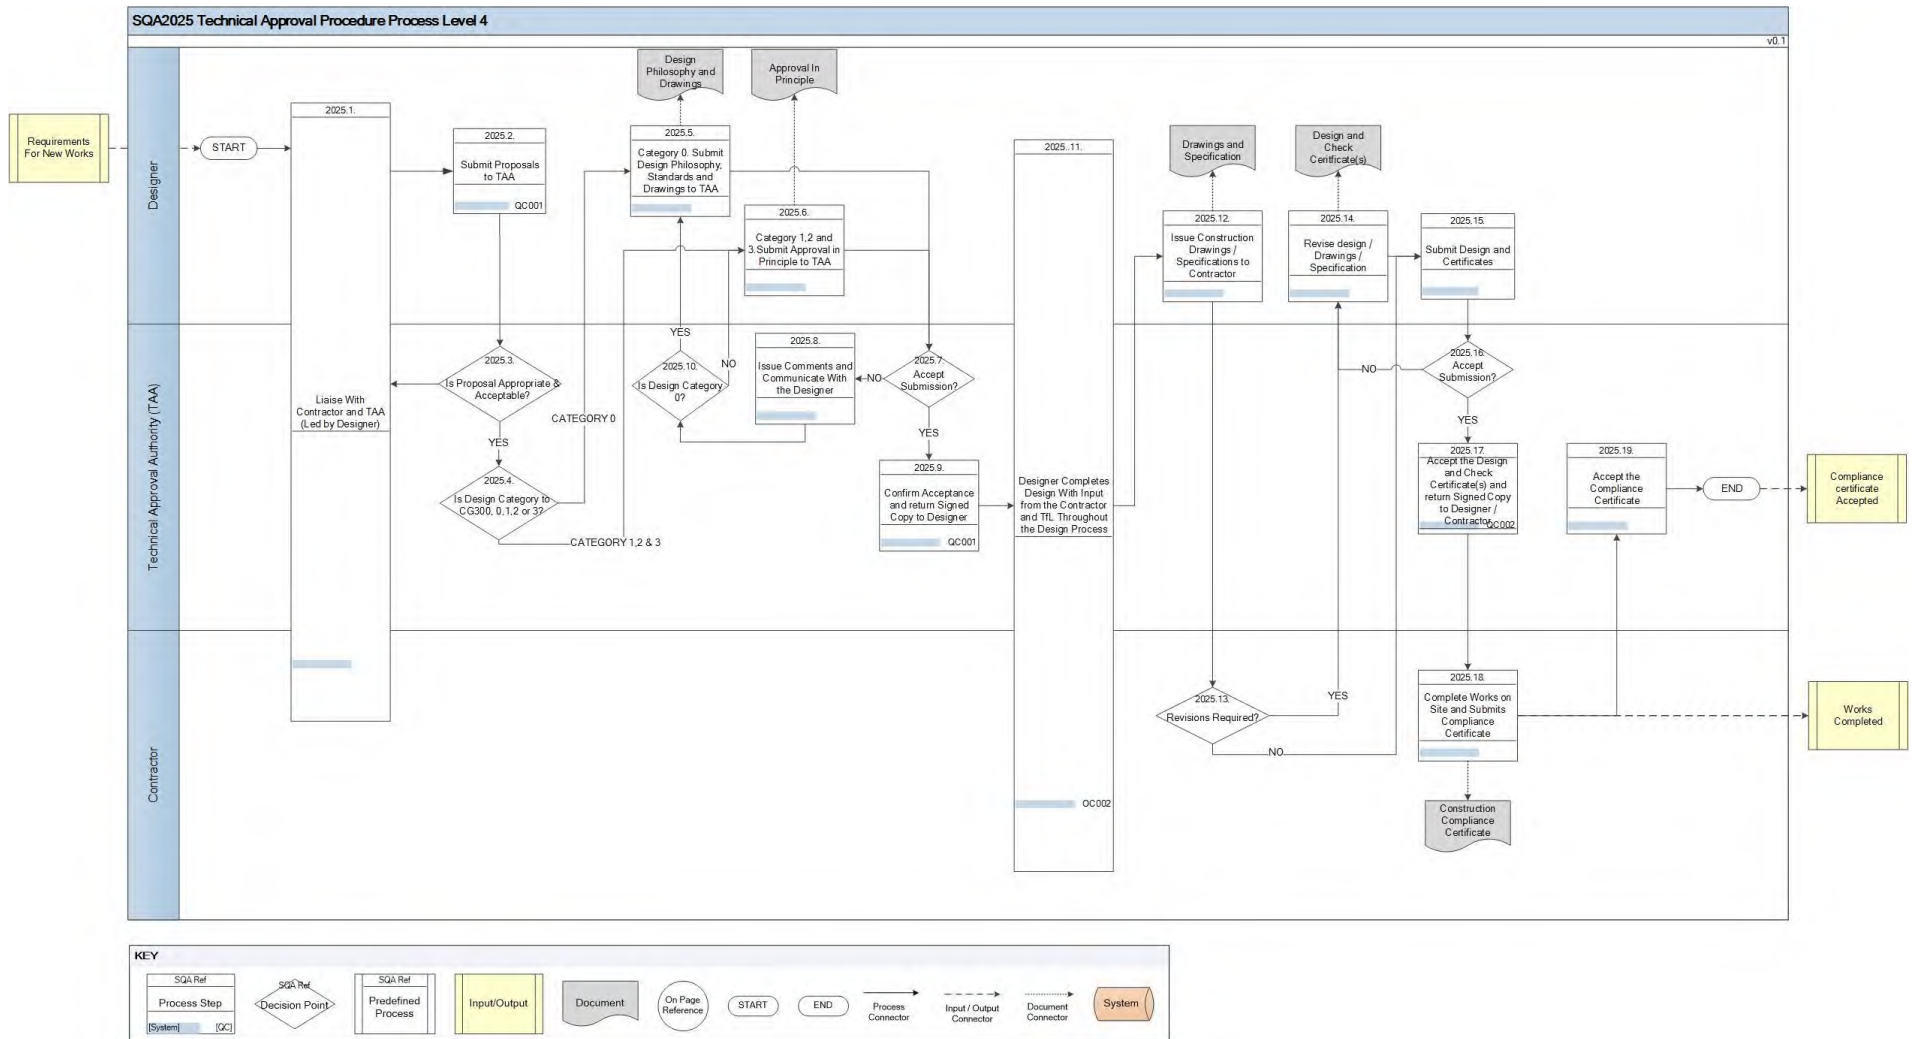 SQA2025 Technical Approval Procedure Process Level 4
v0.1
Designer
Technical Approval Authority (TAA)
Contractor
Requirements
For New Works
START
2025.1.
Liaise With
Contractor and TAA
(Led by Designer)
2025.2.
Submit Proposals
to TAA
QC001
2025.3.
Is Proposal Appropriate &
Acceptable?
YES
2025.4.
Is Design Category to
CG300, 0,1,2 or 3?
CATEGORY 0
CATEGORY 1,2 & 3
Design
Philosophy and
Drawings
2025.5.
Category 0. Submit
Design Philosophy,
Standards and
Drawings to TAA
Approval In
Principle
2025.6.
Category 1,2 and
3.Submit Approval in
Principle to TAA
YES
NO
2025.10.
Is Design Category
0?
2025.8.
Issue Comments and
Communicate With
the Designer
NO
2025.7.
Accept
Submission?
YES
2025.9.
Confirm Acceptance
and return Signed
Copy to Designer
QC001
2025..11.
Designer Completes
Design With Input
from the Contractor
and TfL Throughout
the Design Process
OC002
Drawings and
Specification
2025.12.
Issue Construction
Drawings /
Specifications to
Contractor
2025.13.
Revisions Required?
YES
NO
Design and
Check
Ceritficate(s)
2025.14.
Revise design /
Drawings /
Specification
2025.15.
Submit Design and
Certificates
2025.16.
Accept
Submission?
NO
YES
2025.17.
Accept the Design
and Check
Certificate(s) and
return Signed Copy
to Designer /
Contractor
QC002
2025.18.
Complete Works on
Site and Submits
Compliance
Certificate
Construction
Compliance
Certificate
2025.19.
Accept the
Compliance
Certificate
END
Compliance
certificate
Accepted
Works
Completed
KEY
SQA Ref
Process Step
[System] [QC]
SQA Ref
Decision Point
SQA Ref
Predefined
Process
Input/Output
Document
On Page
Reference
START
END
Process
Connector
Input / Output
Connector
Document
Connector
System